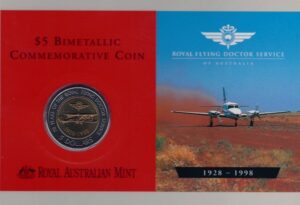 $5 BIMETALLIC
COMMEMORATIVE COIN
ROYAL AUSTRALIAN MINT
ROYAL FLYING DOCTOR SERVICE
OF AUSTRALIA
1928 - 1998